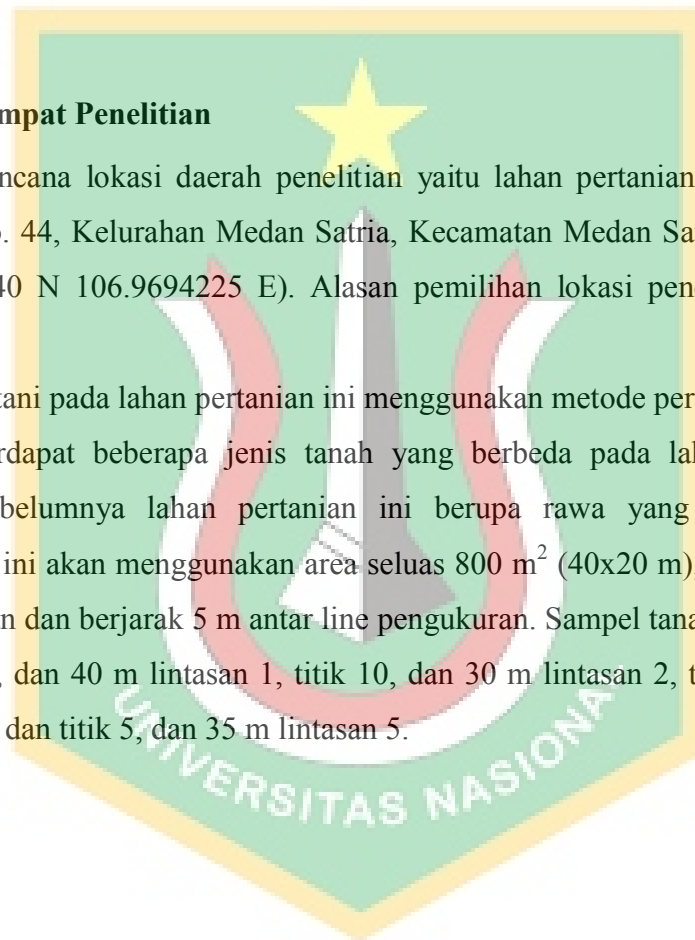 mpat Penelitian
ncana lokasi daerah penelitian yaitu lahan pertanian
. 44, Kelurahan Medan Satria, Kecamatan Medan Sa
40 N 106.9694225 E). Alasan pemilihan lokasi pen
tani pada lahan pertanian ini menggunakan metode per
rdapat beberapa jenis tanah yang berbeda pada la
belumnya lahan pertanian ini berupa rawa yang
ini akan menggunakan area seluas 800 m² (40x20 m)
n dan berjarak 5 m antar line pengukuran. Sampel tana
, dan 40 m lintasan 1, titik 10, dan 30 m lintasan 2, t
dan titik 5, dan 35 m lintasan 5.
UNIVERSITAS NASIONAL